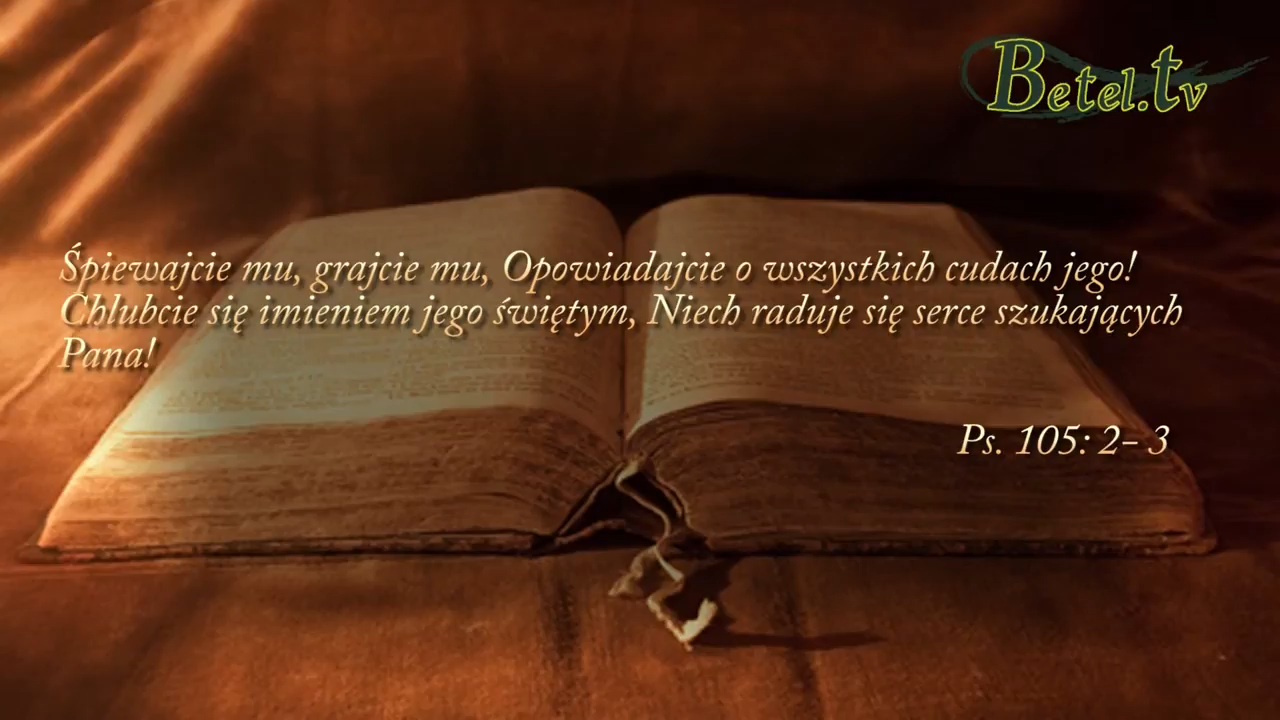 Betel.tv
Śpiewajcie mu, grajcie mu, Opowiadajcie o wszystkich cudach jego!
Chlubcie się imieniem jego świętym, Niech raduje się serce szukających
Pana!
Ps. 105: 2- 3